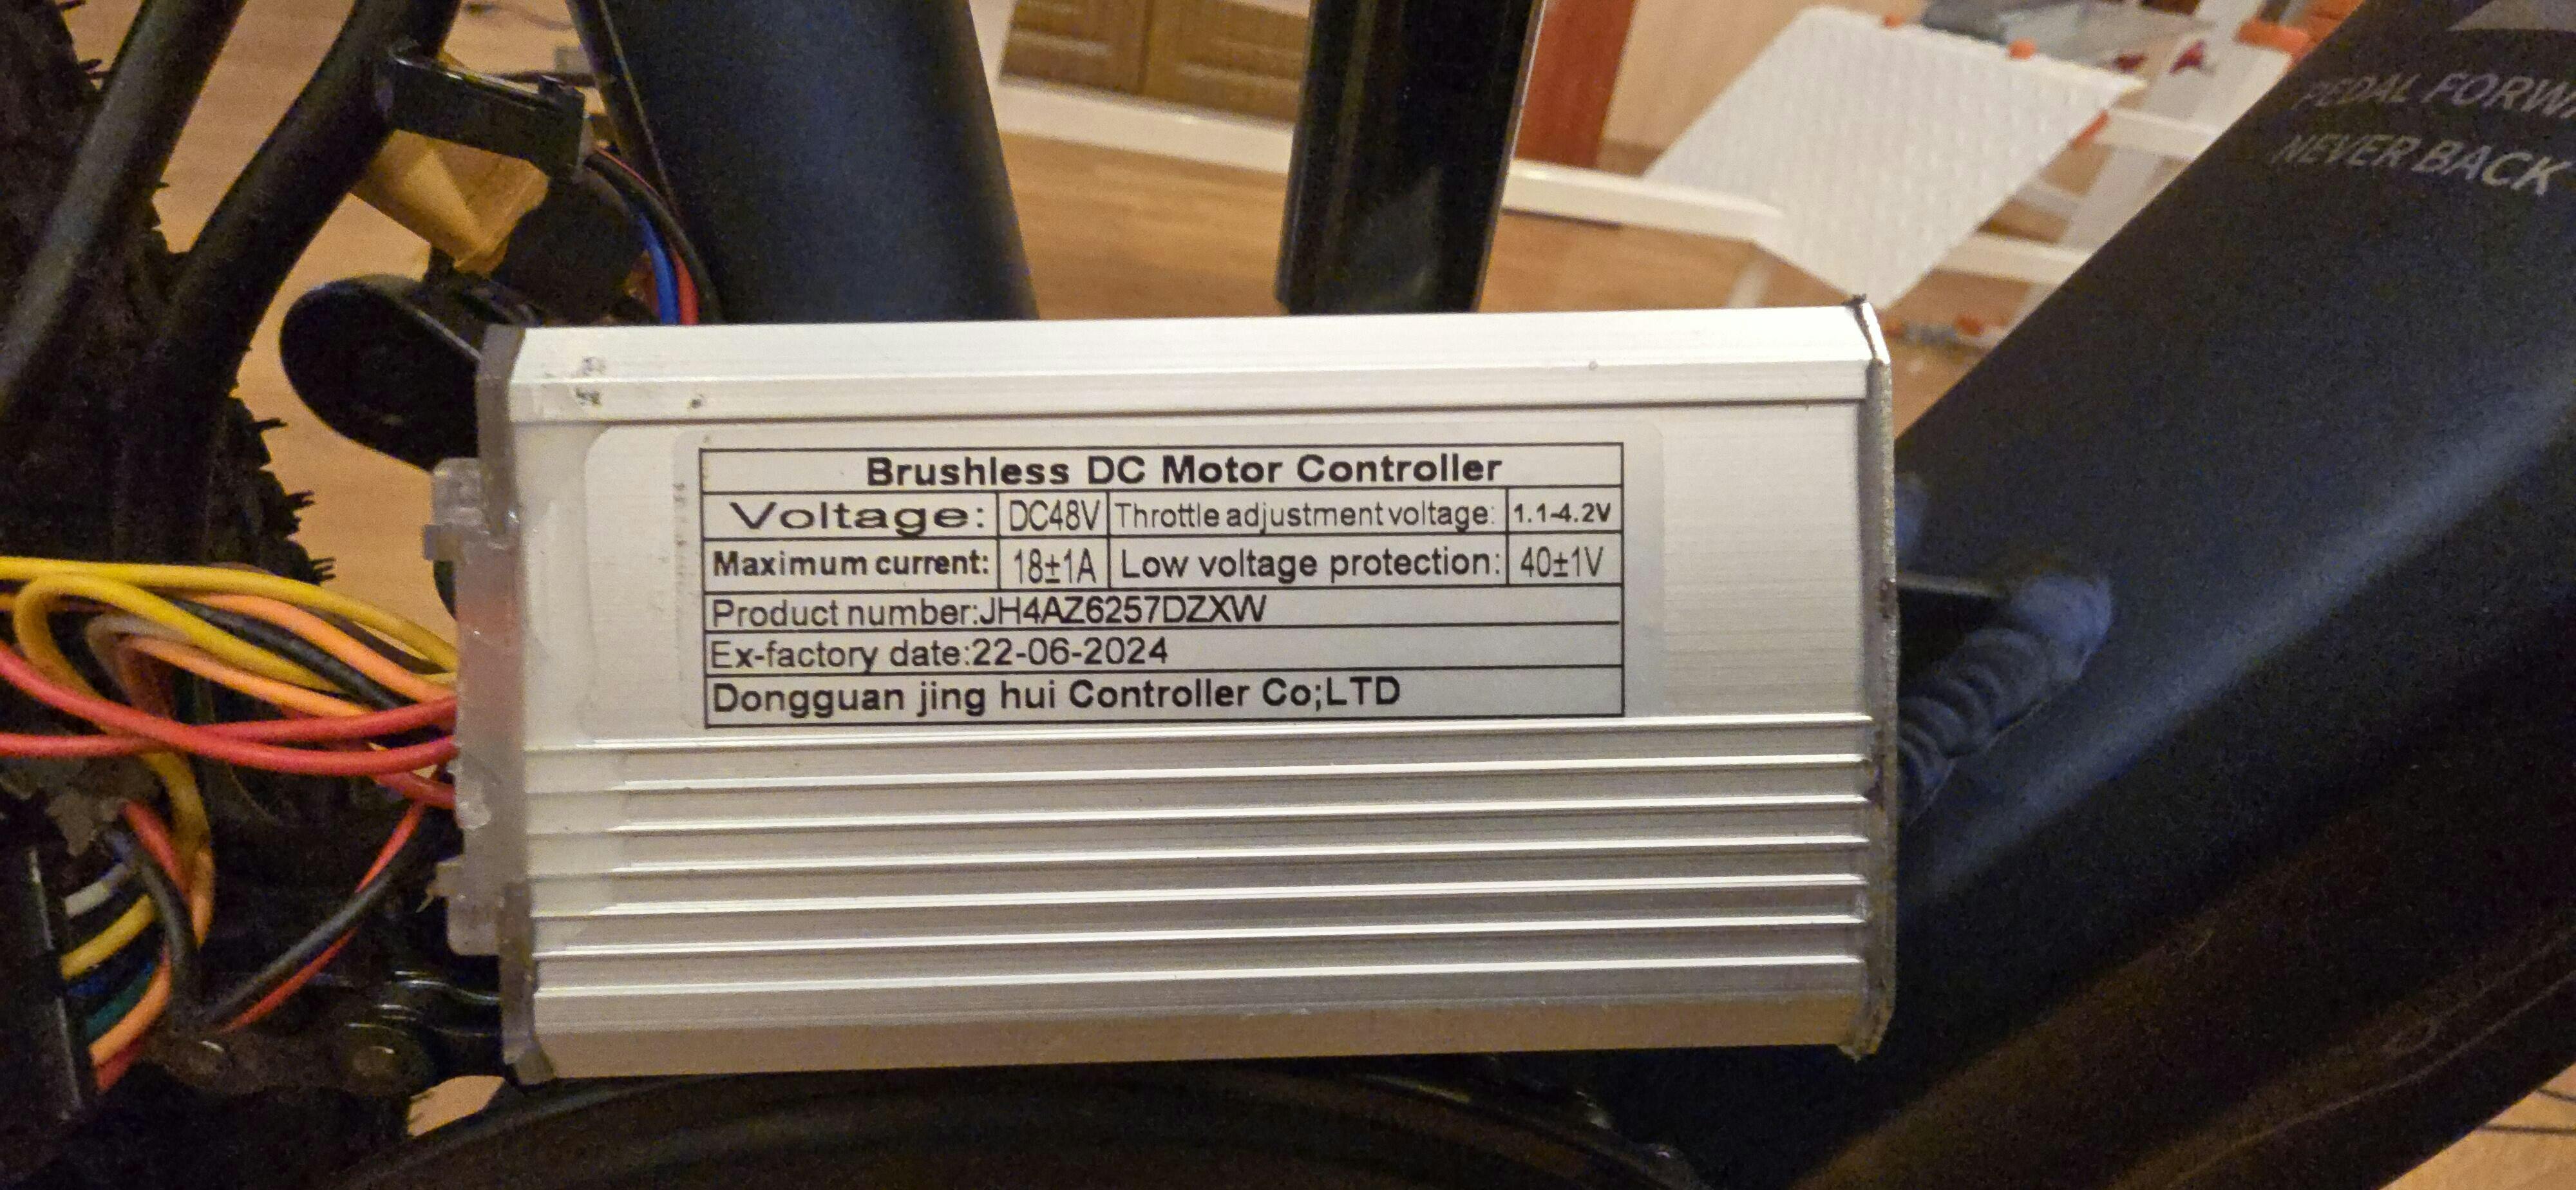 PEDAL FORW
NEVER BACK
Brushless DC Motor Controller
Voltage: DC48V Throttle adjustment voltage: 1.1-4.2V
Maximum current: 18±1A Low voltage protection: 40±1V
Product number:JH4AZ6257DZXW
Ex-factory date:22-06-2024
Dongguan jing hui Controller Co;LTD